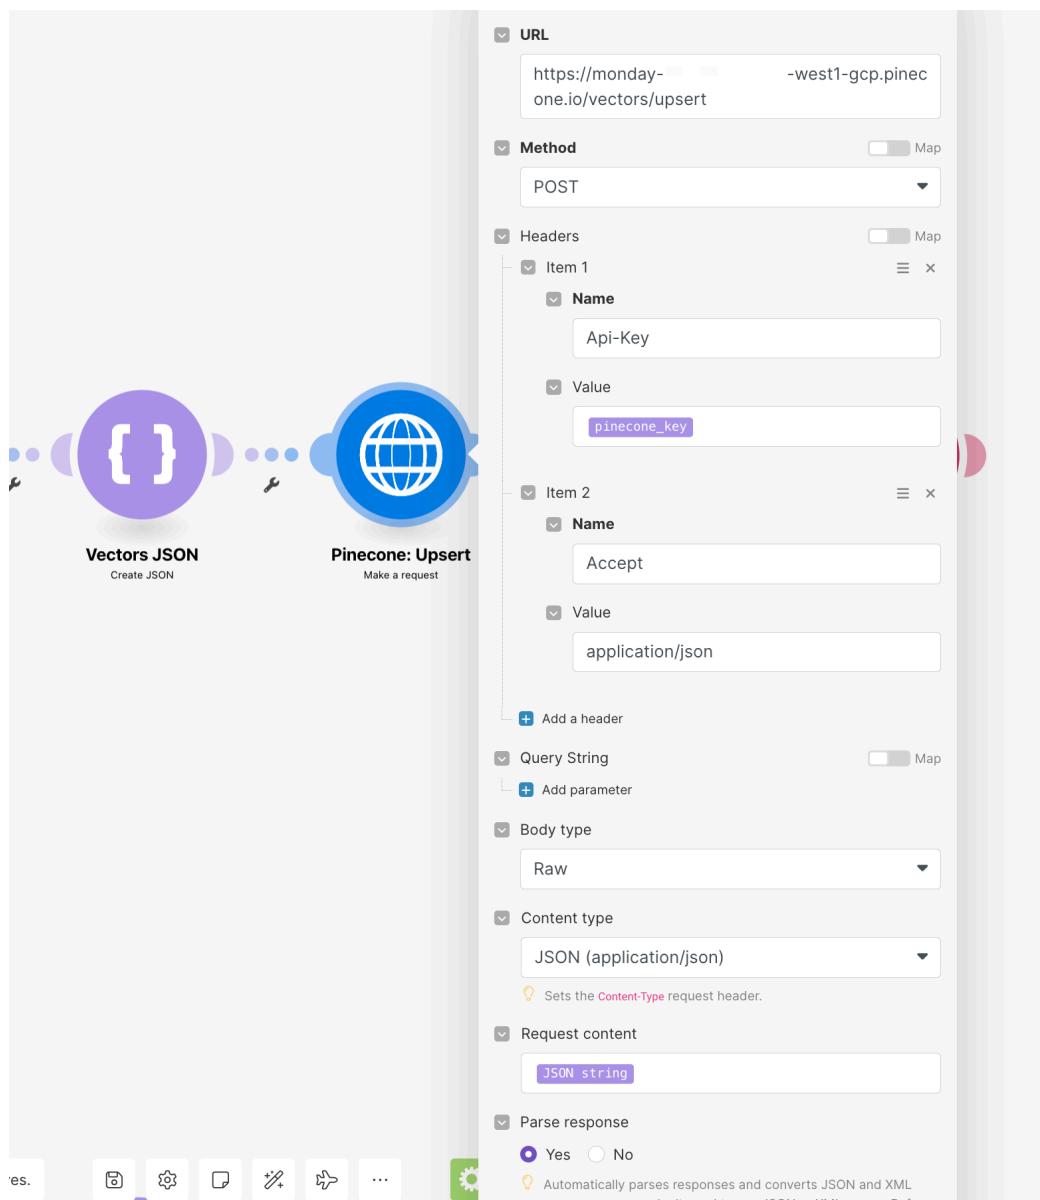 URL
https://monday- -west1-gcp.pinec
one.io/vectors/upsert
Method
Map
POST
Headers
Map
Item 1
Name
Api-Key
Value
pinecone_key
Item 2
Name
Accept
Value
application/json
Add a header
Query String
Map
Add parameter
Body type
Raw
Content type
JSON (application/json)
Sets the Content-Type request header.
Request content
JSON string
Parse response
Yes
No
Automatically parses responses and converts JSON and XML
Vectors JSON
Create JSON
Pinecone: Upsert
Make a request